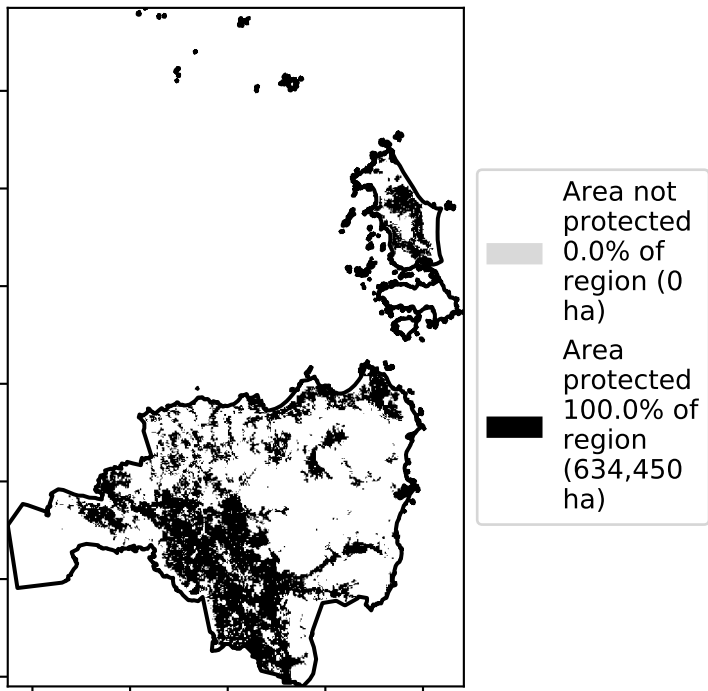 Area not
protected
0.0% of
region (0
ha)
Area
protected
100.0% of
region
(634,450
ha)